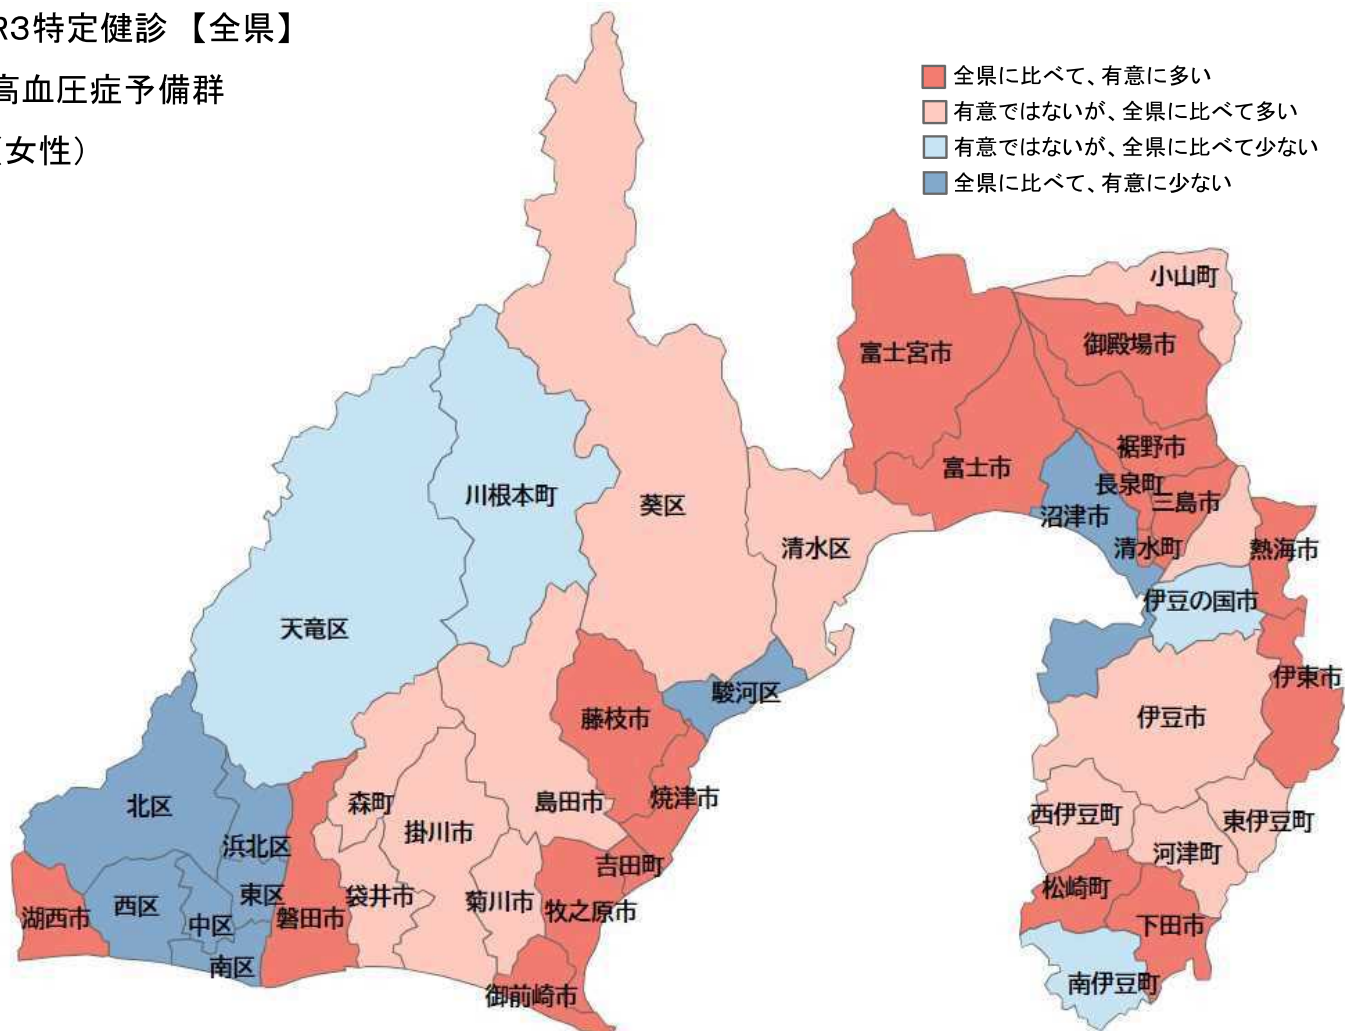 R3特定健診 【全県】
高血圧症予備群
(女性)
全県に比べて、有意に多い
有意ではないが、全県に比べて多い
有意ではないが、全県に比べて少ない
全県に比べて、有意に少ない
小山町
御殿場市
富士宮市
裾野市
富士市
長泉町
三島市
沼津市
清水町
熱海市
伊豆の国市
川根本町
葵区
清水区
天竜区
駿河区
伊東市
伊豆市
藤枝市
焼津市
島田市
森町
掛川市
北区
浜北区
西伊豆町
東伊豆町
河津町
吉田町
松崎町
東区
袋井市
菊川市
牧之原市
西区
中区
磐田市
湖西市
下田市
南区
御前崎市
南伊豆町